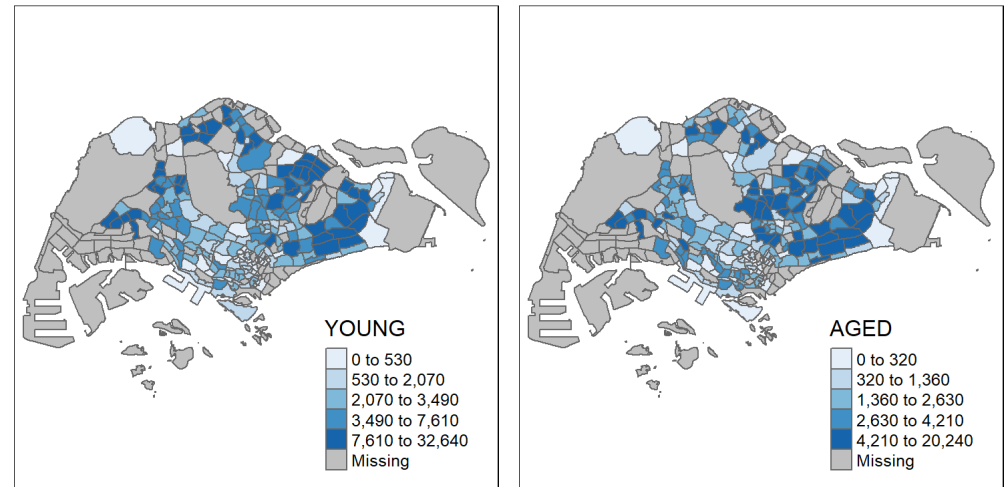 YOUNG
0 to 530
530 to 2,070
2,070 to 3,490
3,490 to 7,610
7,610 to 32,640
Missing
AGED
0 to 320
320 to 1,360
1,360 to 2,630
2,630 to 4,210
4,210 to 20,240
Missing